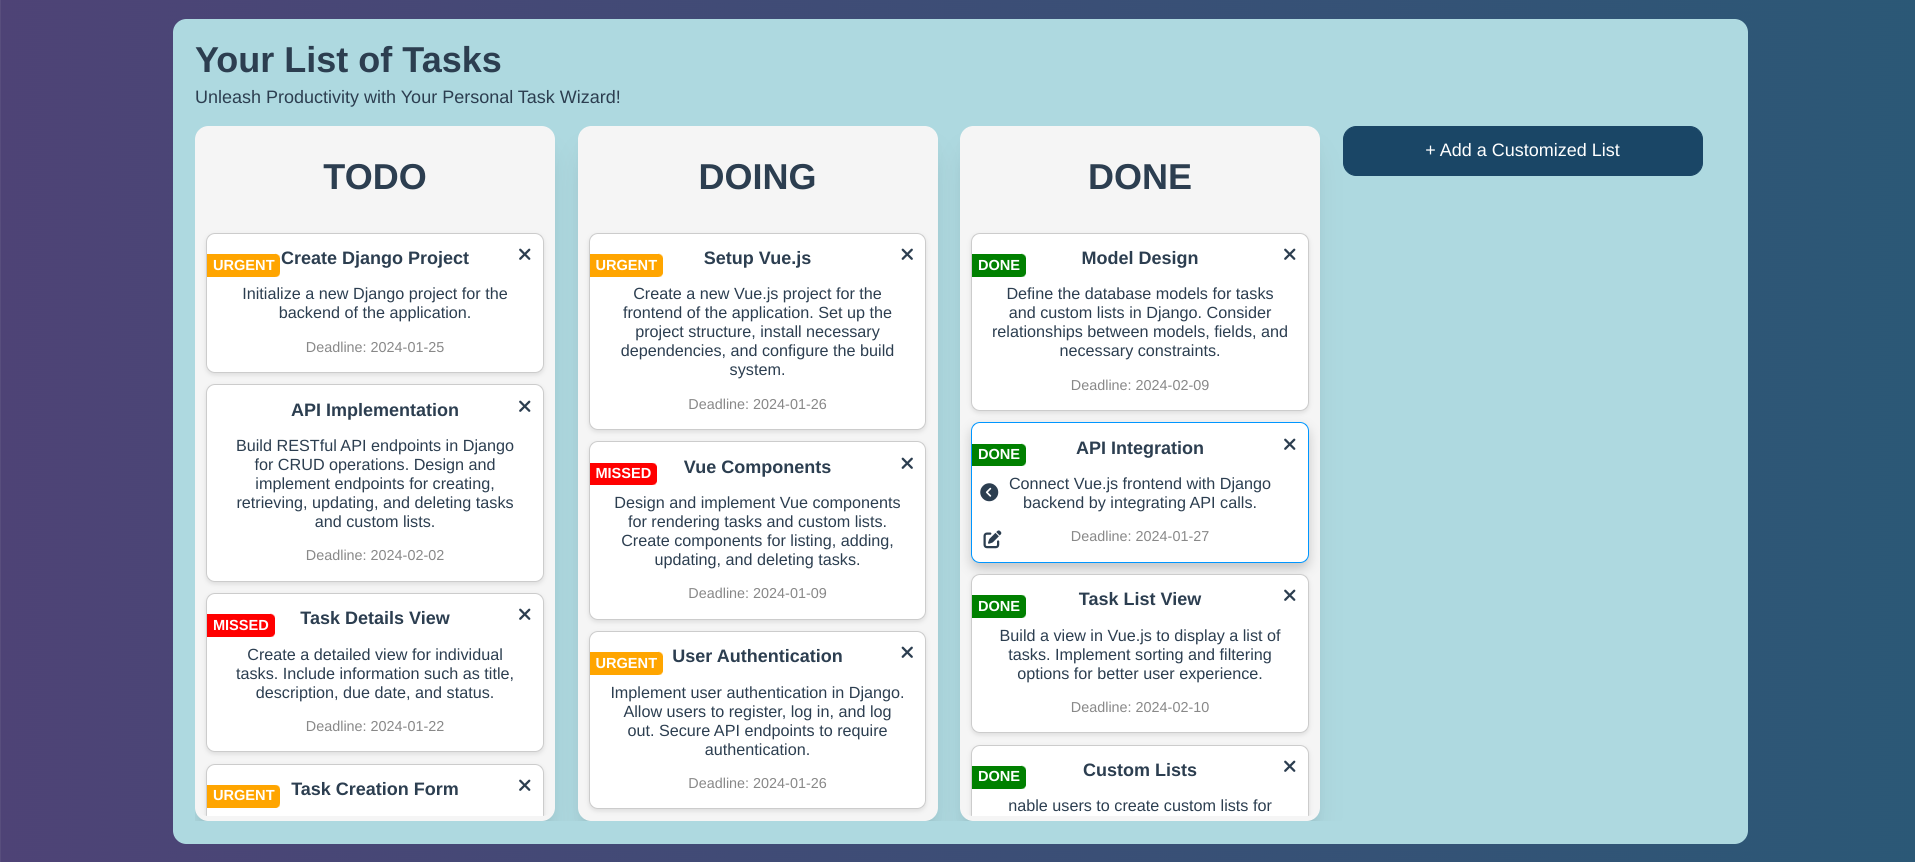 Your List of Tasks
Unleash Productivity with Your Personal Task Wizard!
TODO
URGENT
Create Django Project
Initialize a new Django project for the
backend of the application.
Deadline: 2024-01-25
API Implementation
Build RESTful API endpoints in Django
for CRUD operations. Design and
implement endpoints for creating,
retrieving, updating, and deleting tasks
and custom lists.
Deadline: 2024-02-02
MISSED
Task Details View
Create a detailed view for individual
tasks. Include information such as title,
description, due date, and status.
Deadline: 2024-01-22
URGENT
Task Creation Form
DOING
URGENT
Setup Vue.js
Create a new Vue.js project for the
frontend of the application. Set up the
project structure, install necessary
dependencies, and configure the build
system.
Deadline: 2024-01-26
MISSED
Vue Components
Design and implement Vue components
for rendering tasks and custom lists.
Create components for listing, adding,
updating, and deleting tasks.
Deadline: 2024-01-09
URGENT
User Authentication
Implement user authentication in Django.
Allow users to register, log in, and log
out. Secure API endpoints to require
authentication.
Deadline: 2024-01-26
DONE
DONE
Model Design
Define the database models for tasks
and custom lists in Django. Consider
relationships between models, fields, and
necessary constraints.
Deadline: 2024-02-09
DONE
API Integration
Connect Vue.js frontend with Django
backend by integrating API calls.
Deadline: 2024-01-27
DONE
Task List View
Build a view in Vue.js to display a list of
tasks. Implement sorting and filtering
options for better user experience.
Deadline: 2024-02-10
DONE
Custom Lists
nable users to create custom lists for
+ Add a Customized List